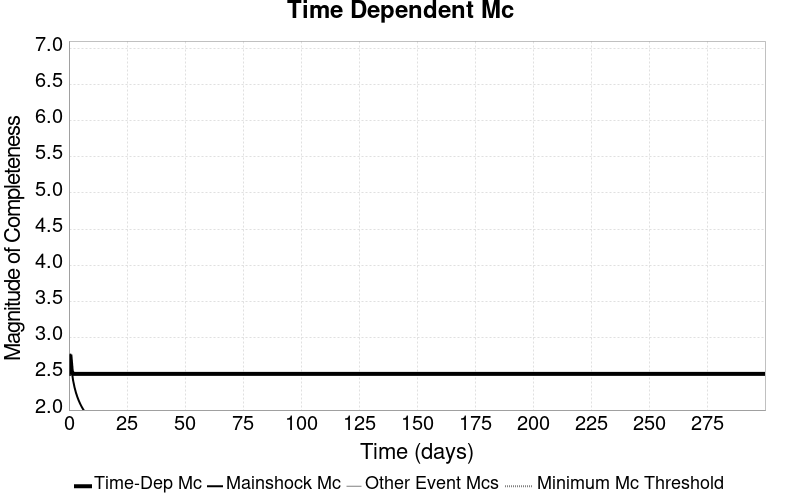 Time Dependent Mc
Magnitude of Completeness
7.0
6.5
6.0
5.5
5.0
4.5
4.0
3.5
3.0
2.5
2.0
0 25 50 75 100 125 150 175 200 225 250 275
Time (days)
Time-Dep Mc Mainshock Mc Other Event Mcs Minimum Mc Threshold